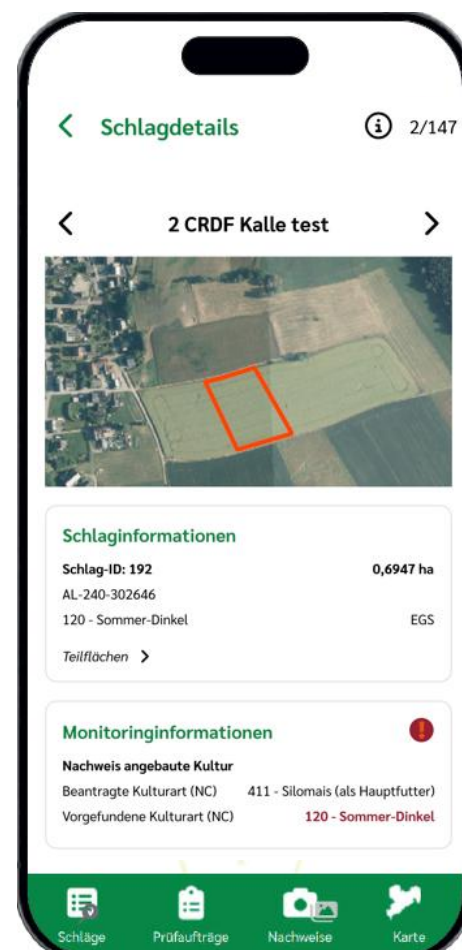 Schlagdetails 2/147
2 CRDF Kalle test
Schlaginformationen
Schlag-ID: 192 0,6947 ha
AL-240-302646
120 - Sommer-Dinkel EGS
Teilflächen
Monitoringinformationen
Nachweis angebaute Kultur
Beantragte Kulturart (NC) 411 - Silomais (als Hauptfutter)
Vorgefundene Kulturart (NC) 120 - Sommer-Dinkel
Schläge Prüfaufträge Nachweise Karte